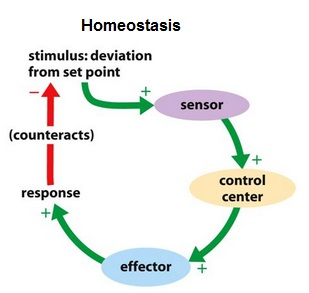 Homeostasis
stimulus: deviation
from set point
+
sensor
+
control
center
+
effector
+
response
(counteracts)
−